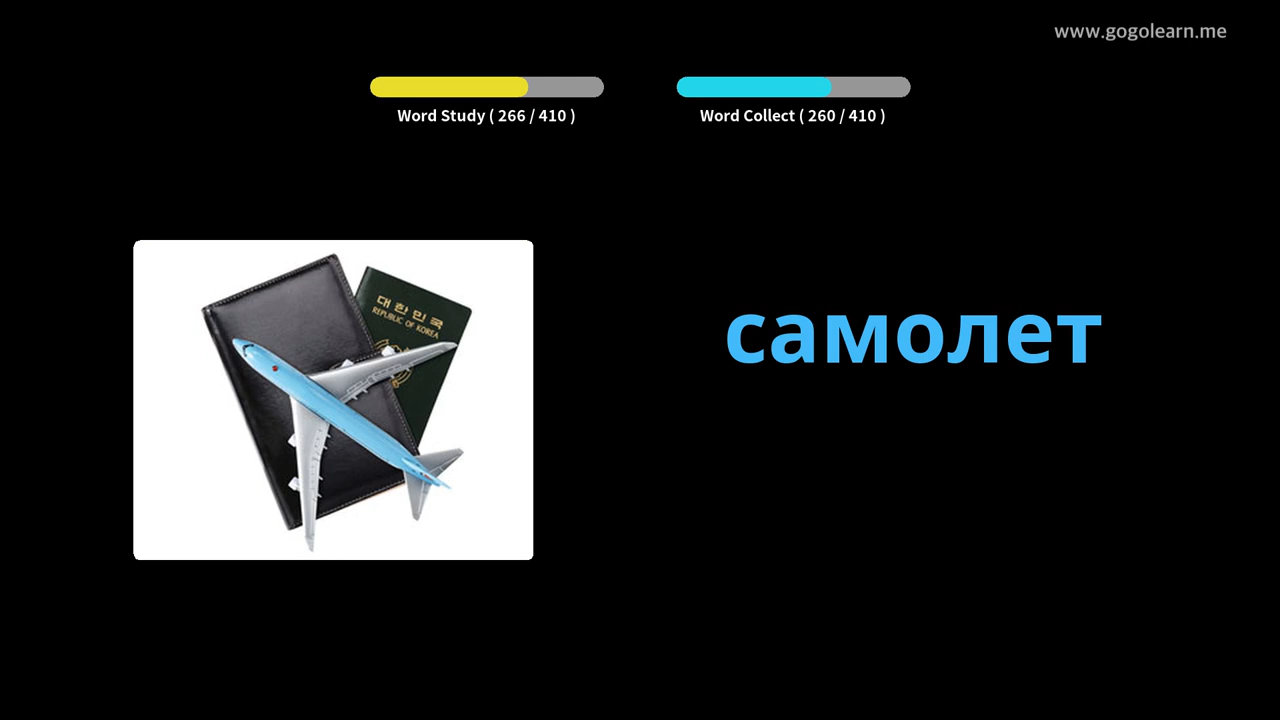 www.gogolearn.me
Word Study ( 266 / 410 )
Word Collect ( 260 / 410 )
대한민국
REPUBLIC OF KOREA
самолет